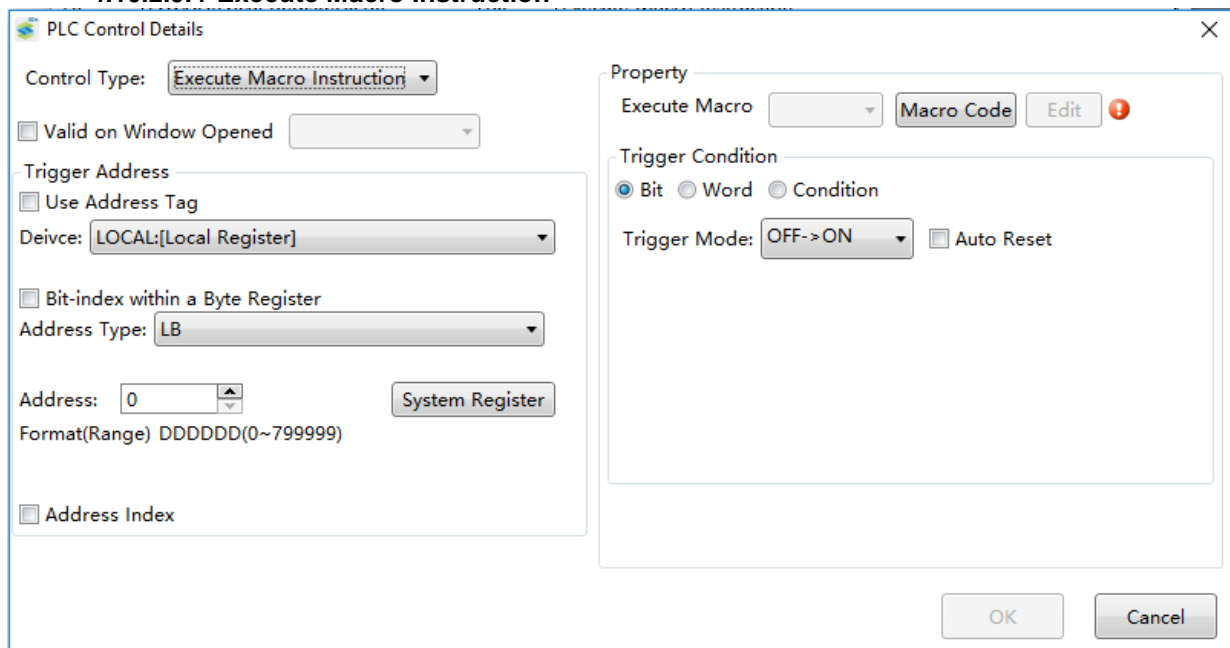 PLC Control Details
Control Type: Execute Macro Instruction
Valid on Window Opened
Trigger Address
Use Address Tag
Deivce: LOCAL:[Local Register]
Bit-index within a Byte Register
Address Type: LB
Address: 0 System Register
Format(Range) DDDDDD(0~799999)
Address Index
Property
Execute Macro Macro Code Edit
Trigger Condition
Bit Word Condition
Trigger Mode: OFF->ON Auto Reset
OK Cancel